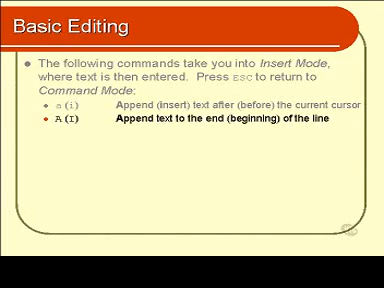 Basic Editing
The following commands take you into Insert Mode,
where text is then entered. Press ESC to return to
Command Mode:
a(i) Append (insert) text after (before) the current cursor
A(I) Append text to the end (beginning) of the line